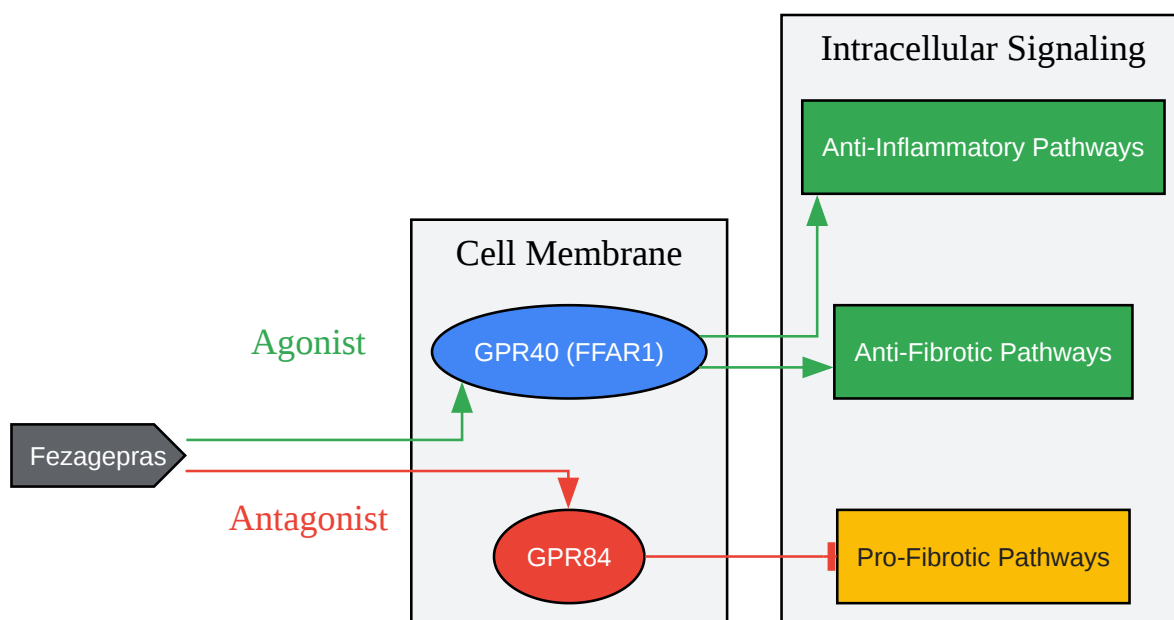 Intracellular Signaling
Anti-Inflammatory Pathways
Cell Membrane
Agonist
GPR40 (FFAR1)
Anti-Fibrotic Pathways
Fezagepras
Antagonist
GPR84
Pro-Fibrotic Pathways